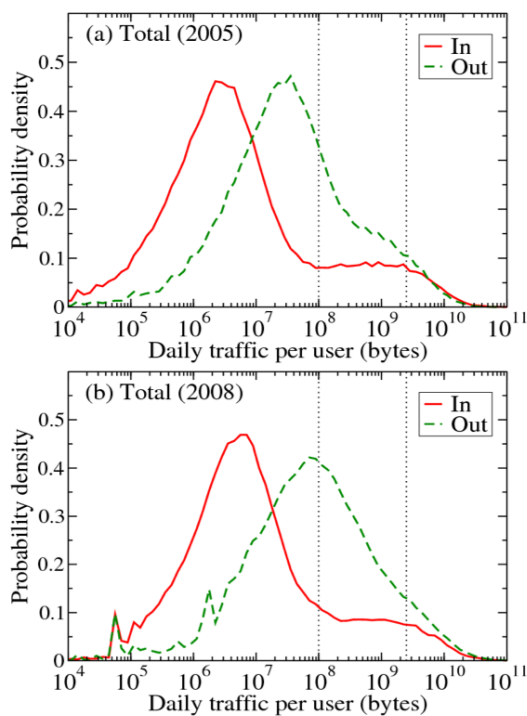 (a) Total (2005)
In
Out
Probability density
0.5
0.4
0.3
0.2
0.1
0
10^4 10^5 10^6 10^7 10^8 10^9 10^10 10^11
Daily traffic per user (bytes)
(b) Total (2008)
In
Out
Probability density
0.5
0.4
0.3
0.2
0.1
0
10^4 10^5 10^6 10^7 10^8 10^9 10^10 10^11
Daily traffic per user (bytes)